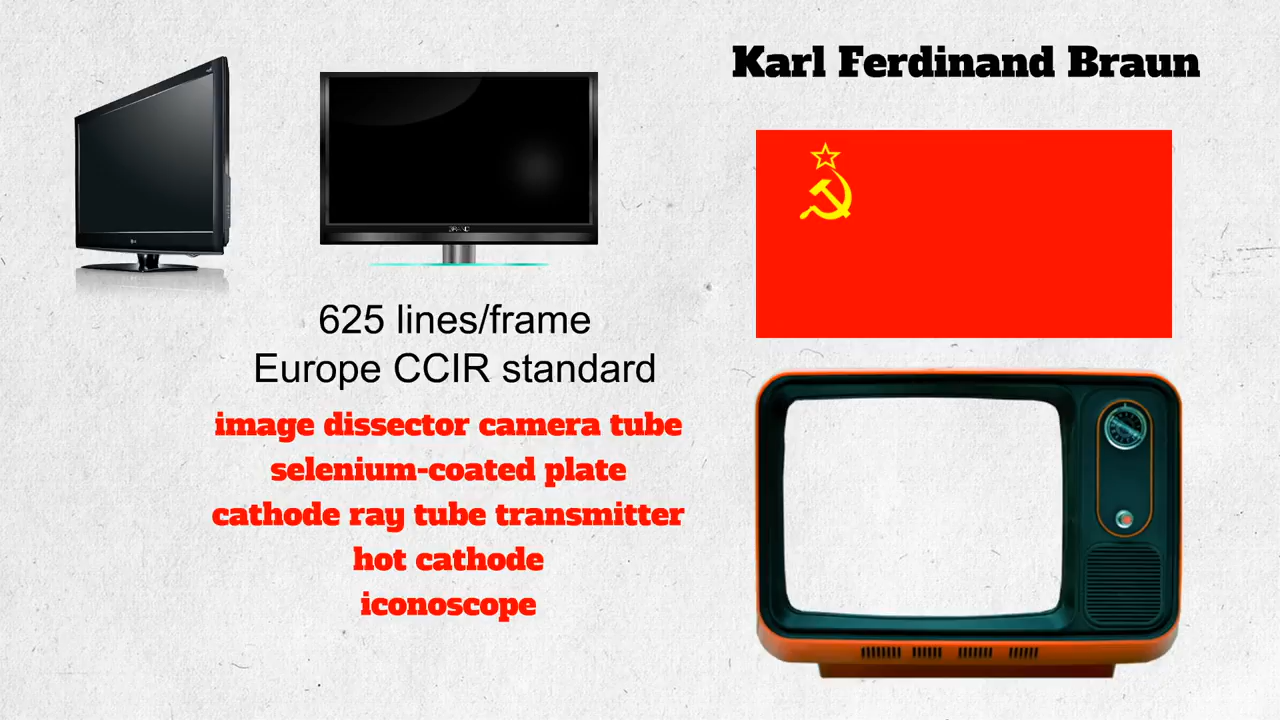 Karl Ferdinand Braun
BRAND
625 lines/frame
Europe CCIR standard
image dissector camera tube
selenium-coated plate
cathode ray tube transmitter
hot cathode
iconoscope